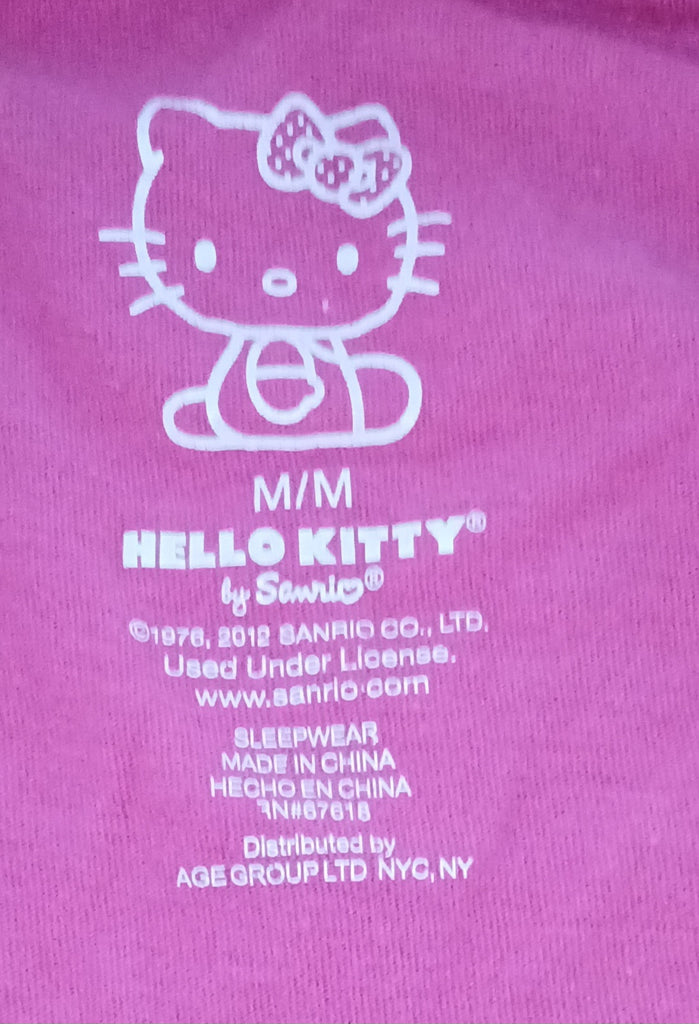 M/M
HELLO KITTY®
by Sanrio®
©1976, 2012 SANRIO CO., LTD.
Used Under License.
www.sanrio.com
SLEEPWEAR
MADE IN CHINA
HECHO EN CHINA
RN#67618
Distributed by
AGE GROUP LTD NYC, NY